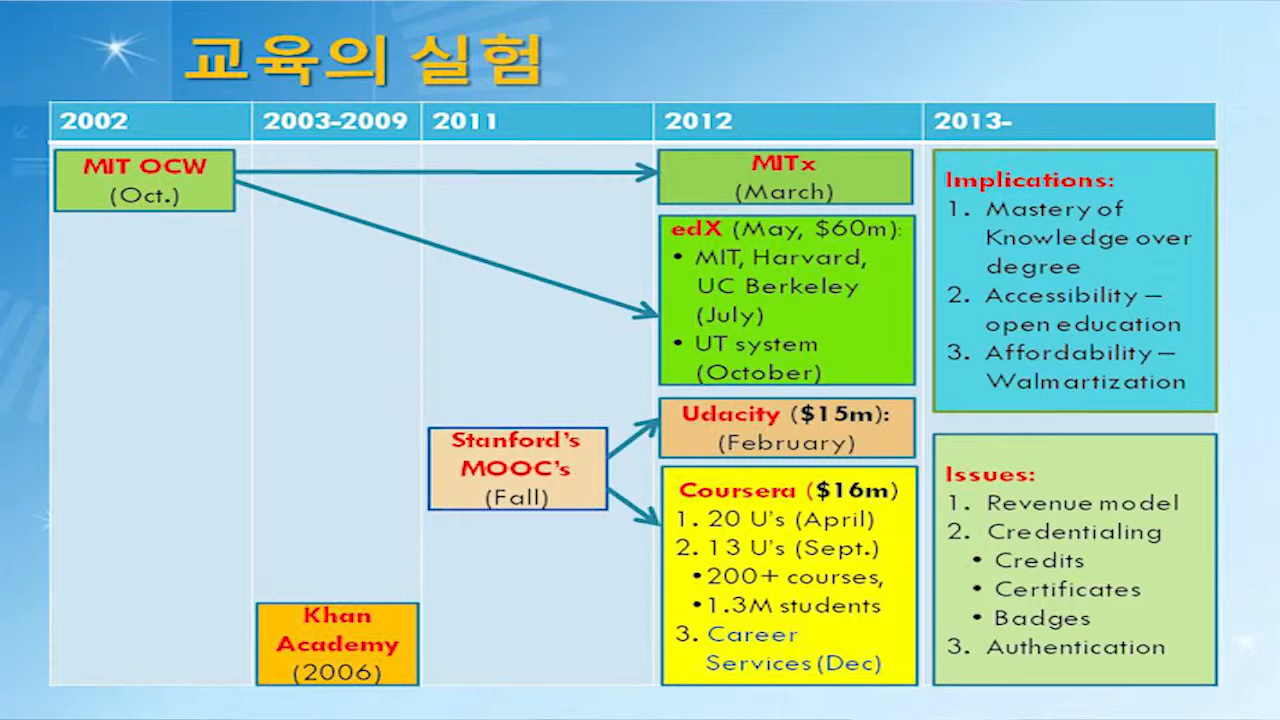 교육의 실험
2002
2003-2009
2011
2012
2013-
MIT OCW
(Oct.)
Khan
Academy
(2006)
Stanford's
MOOC's
(Fall)
MITx
(March)
edX (May, $60m):
• MIT, Harvard,
UC Berkeley
(July)
• UT system
(October)
Udacity ($15m):
(February)
Coursera ($16m)
1. 20 U's (April)
2. 13 U's (Sept.)
•200+ courses,
•1.3M students
3. Career
Services (Dec)
Implications:
1. Mastery of
Knowledge over
degree
2. Accessibility –
open education
3. Affordability –
Walmartization
Issues:
1. Revenue model
2. Credentialing
• Credits
• Certificates
• Badges
3. Authentication